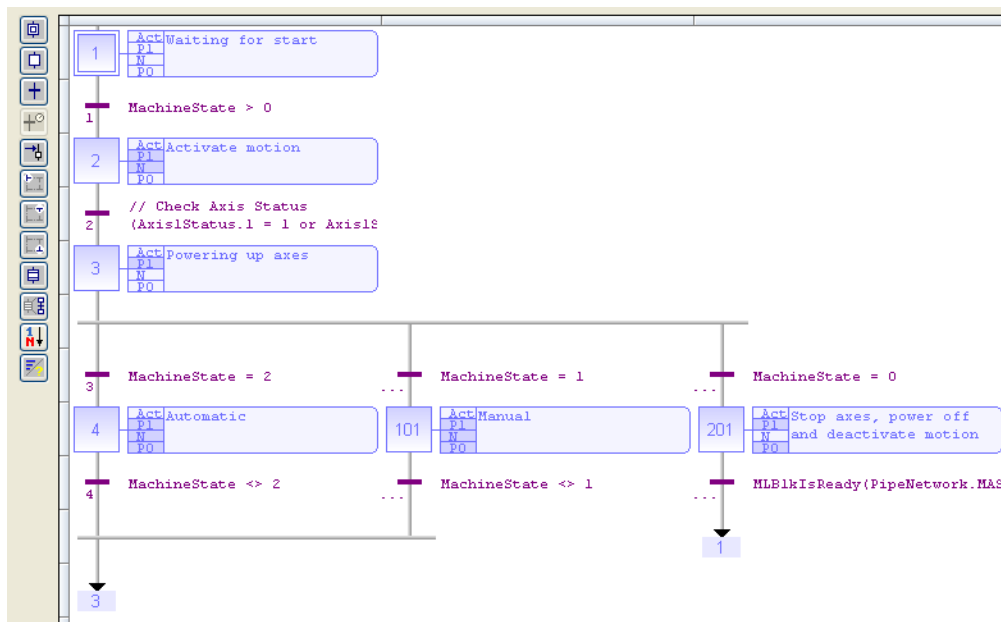 1
Act
P1
N
P0
Waiting for start
1
MachineState > 0
2
Act
P1
N
P0
Activate motion
2
// Check Axis Status
(Axis1Status.1 = 1 or Axis1S
3
Act
P1
N
P0
Powering up axes
3
MachineState = 2
...
MachineState = 1
...
MachineState = 0
4
Act
P1
N
P0
Automatic
101
Act
P1
N
P0
Manual
201
Act
P1
N
P0
Stop axes, power off
and deactivate motion
4
MachineState <> 2
...
MachineState <> 1
...
MLBlkIsReady(PipeNetwork.MAS
1
3
1
N
?